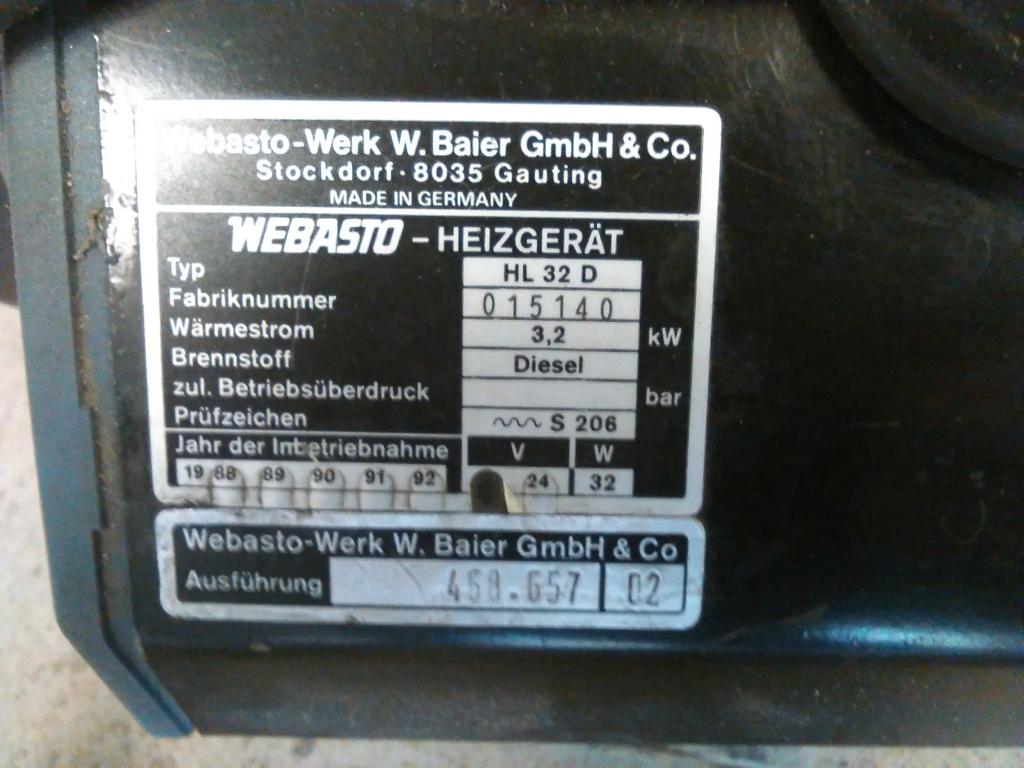 Webasto-Werk W. Baier GmbH & Co.
Stockdorf · 8035 Gauting
MADE IN GERMANY
WEBASTO – HEIZGERÄT
Typ HL 32 D
Fabriknummer 015140
Wärmestrom 3,2 kW
Brennstoff Diesel
zul. Betriebsüberdruck bar
Prüfzeichen S 206
Jahr der Inbetriebnahme V W
19 88 89 90 91 92 24 32
Webasto-Werk W. Baier GmbH & Co
Ausführung 02